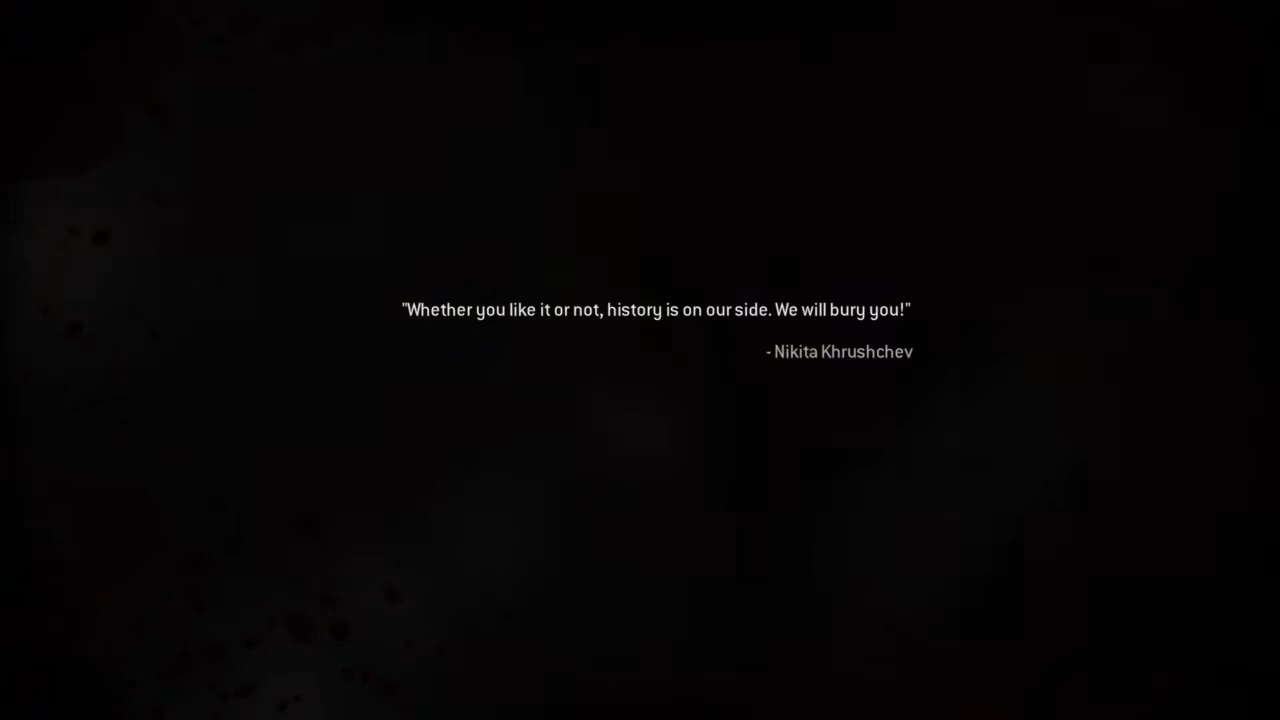 "Whether you like it or not, history is on our side. We will bury you!"
- Nikita Khrushchev